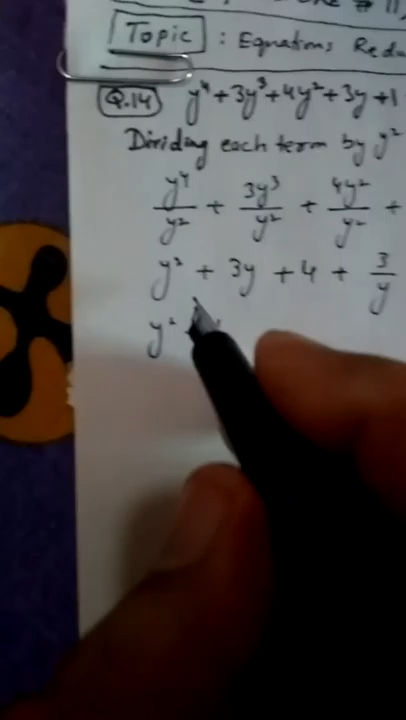 Topic : Equations Redu
Q.14 y⁴ + 3y³ + 4y² + 3y + 1
Dividing each term by y²
y⁴/y² + 3y³/y² + 4y²/y² +
y² + 3y + 4 + 3/y
y²